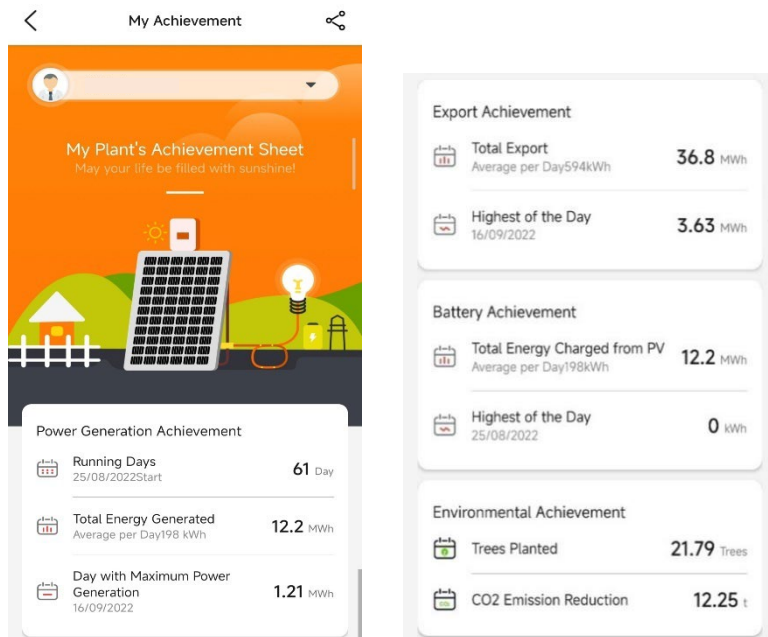 My Achievement
My Plant's Achievement Sheet
May your life be filled with sunshine!
Power Generation Achievement
Running Days
25/08/2022Start
61 Day
Total Energy Generated
Average per Day198 kWh
12.2 MWh
Day with Maximum Power
Generation
16/09/2022
1.21 MWh
Export Achievement
Total Export
Average per Day594kWh
36.8 MWh
Highest of the Day
16/09/2022
3.63 MWh
Battery Achievement
Total Energy Charged from PV
Average per Day198kWh
12.2 MWh
Highest of the Day
25/08/2022
0 kWh
Environmental Achievement
Trees Planted
21.79 Trees
CO2 Emission Reduction
12.25 t